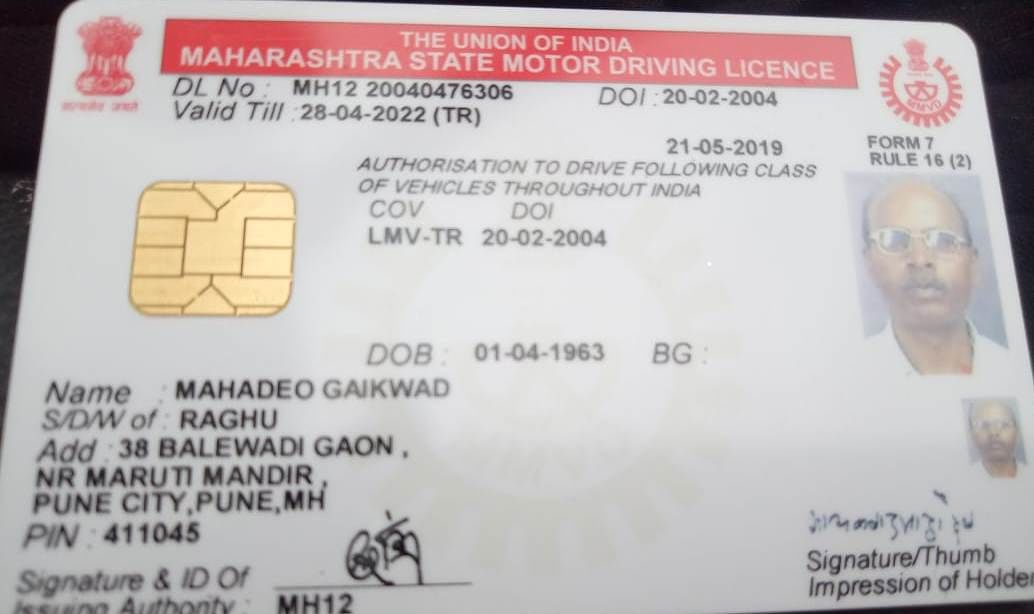 THE UNION OF INDIA
MAHARASHTRA STATE MOTOR DRIVING LICENCE
DL No : MH12 20040476306 DOI : 20-02-2004
Valid Till : 28-04-2022 (TR)
21-05-2019
FORM 7
RULE 16 (2)
AUTHORISATION TO DRIVE FOLLOWING CLASS
OF VEHICLES THROUGHOUT INDIA
COV DOI
LMV-TR 20-02-2004
DOB : 01-04-1963 BG :
Name : MAHADEO GAIKWAD
S/D/W of : RAGHU
Add : 38 BALEWADI GAON ,
NR MARUTI MANDIR ,
PUNE CITY,PUNE,MH
PIN : 411045
Signature & ID Of
Issuing Authority : MH12
Signature/Thumb
Impression of Holder
सत्यमेव जयते
MMVD